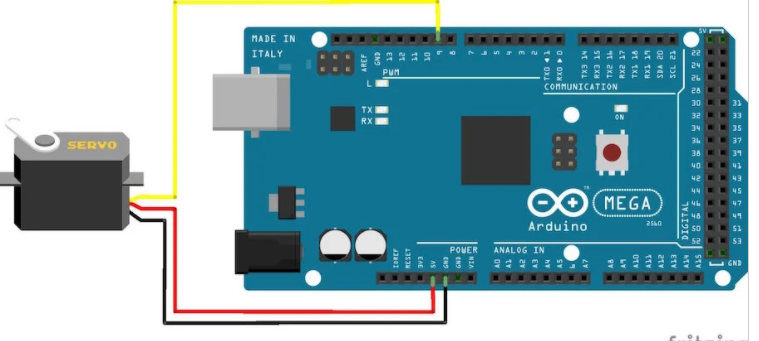 MADE IN
ITALY
AREF
GND
13
12
11
10
9
8
7
6
5
4
3
2
1
0
TX0
RX0
TX3 14
RX3 15
TX2 16
RX2 17
TX1 18
RX1 19
SDA 20
SCL 21
PWM
COMMUNICATION
L
TX
RX
ON
SERVO
5V
22
24
26
28
30 31
32 33
34 35
36 37
38 39
40 41
42 43
44 45
46 47
48 49
50 51
52 53
GND
DIGITAL
TM
MEGA
2560
Arduino
POWER
ANALOG IN
IOREF
RESET
3V3
5V
GND
GND
VIN
A0
A1
A2
A3
A4
A5
A7
A8
A9
A10
A11
A12
A13
A14
A15